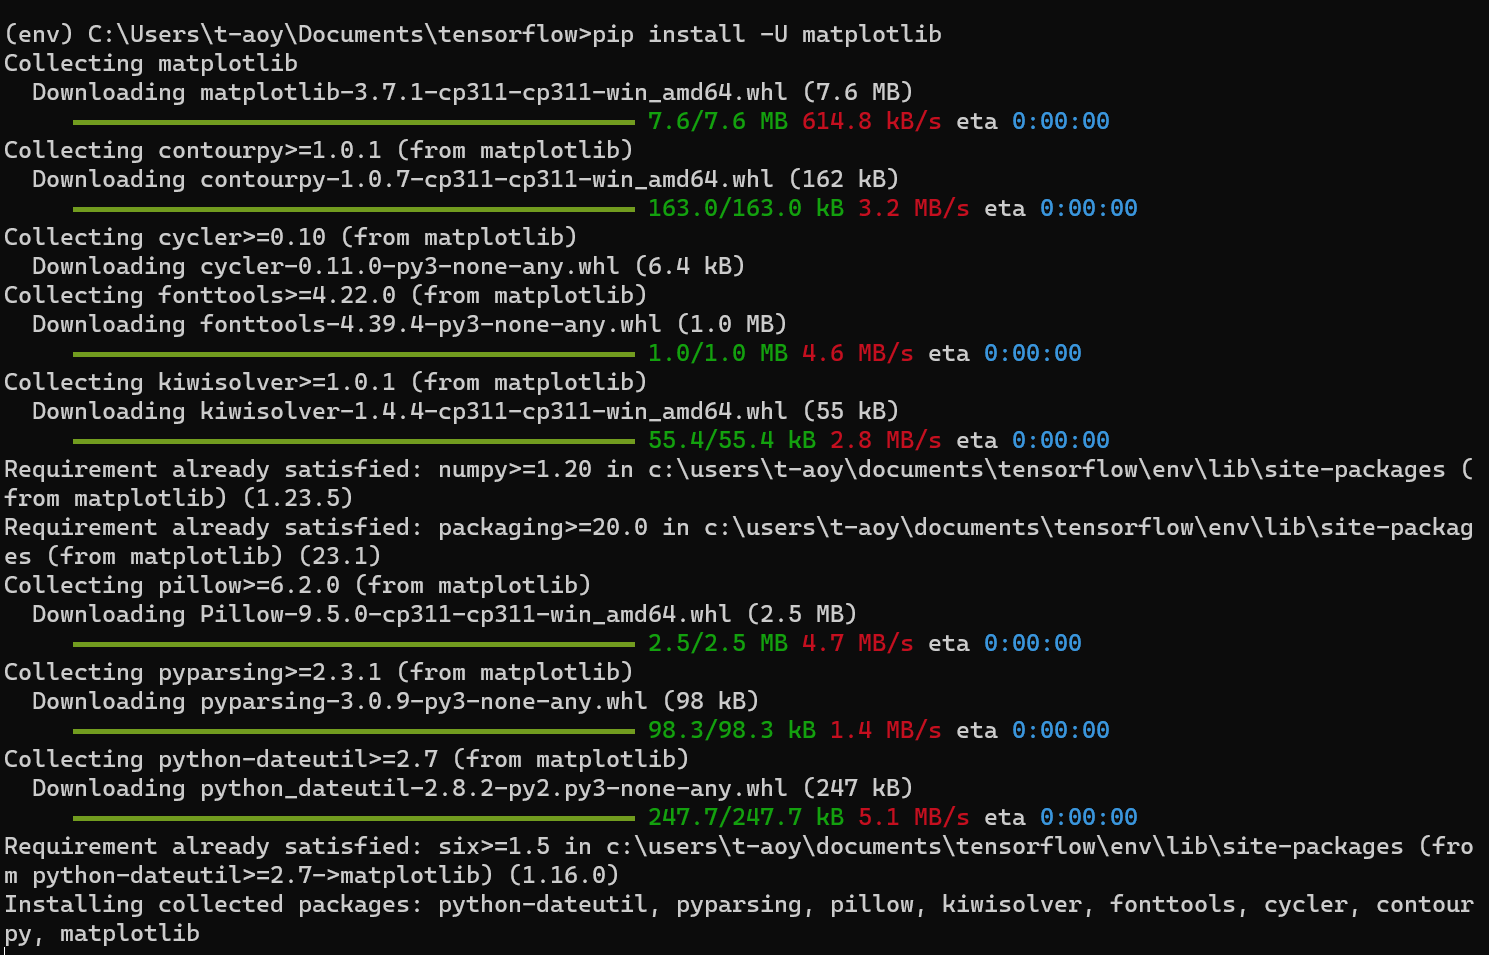 (env) C:\Users\t-aoy\Documents\tensorflow>pip install -U matplotlib
Collecting matplotlib
  Downloading matplotlib-3.7.1-cp311-cp311-win_amd64.whl (7.6 MB)
7.6/7.6 MB 614.8 kB/s eta 0:00:00
Collecting contourpy>=1.0.1 (from matplotlib)
  Downloading contourpy-1.0.7-cp311-cp311-win_amd64.whl (162 kB)
163.0/163.0 kB 3.2 MB/s eta 0:00:00
Collecting cycler>=0.10 (from matplotlib)
  Downloading cycler-0.11.0-py3-none-any.whl (6.4 kB)
Collecting fonttools>=4.22.0 (from matplotlib)
  Downloading fonttools-4.39.4-py3-none-any.whl (1.0 MB)
1.0/1.0 MB 4.6 MB/s eta 0:00:00
Collecting kiwisolver>=1.0.1 (from matplotlib)
  Downloading kiwisolver-1.4.4-cp311-cp311-win_amd64.whl (55 kB)
55.4/55.4 kB 2.8 MB/s eta 0:00:00
Requirement already satisfied: numpy>=1.20 in c:\users\t-aoy\documents\tensorflow\env\lib\site-packages (
from matplotlib) (1.23.5)
Requirement already satisfied: packaging>=20.0 in c:\users\t-aoy\documents\tensorflow\env\lib\site-packag
es (from matplotlib) (23.1)
Collecting pillow>=6.2.0 (from matplotlib)
  Downloading Pillow-9.5.0-cp311-cp311-win_amd64.whl (2.5 MB)
2.5/2.5 MB 4.7 MB/s eta 0:00:00
Collecting pyparsing>=2.3.1 (from matplotlib)
  Downloading pyparsing-3.0.9-py3-none-any.whl (98 kB)
98.3/98.3 kB 1.4 MB/s eta 0:00:00
Collecting python-dateutil>=2.7 (from matplotlib)
  Downloading python_dateutil-2.8.2-py2.py3-none-any.whl (247 kB)
247.7/247.7 kB 5.1 MB/s eta 0:00:00
Requirement already satisfied: six>=1.5 in c:\users\t-aoy\documents\tensorflow\env\lib\site-packages (fro
m python-dateutil>=2.7->matplotlib) (1.16.0)
Installing collected packages: python-dateutil, pyparsing, pillow, kiwisolver, fonttools, cycler, contour
py, matplotlib